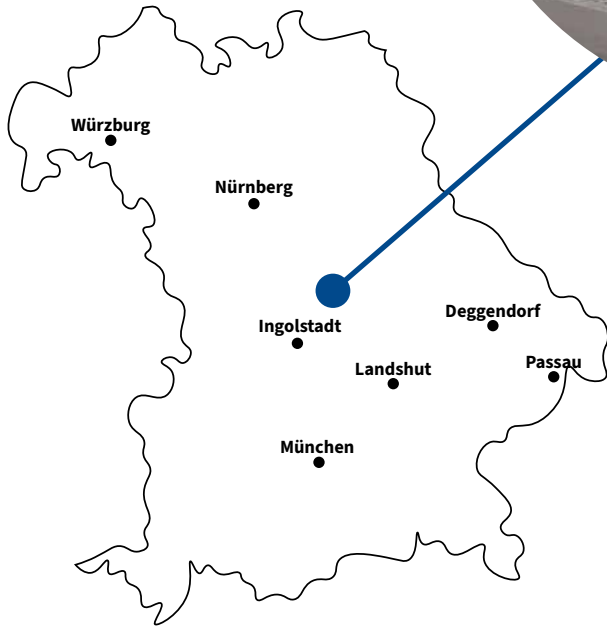 Würzburg
Nürnberg
Ingolstadt
Deggendorf
Landshut
Passau
München